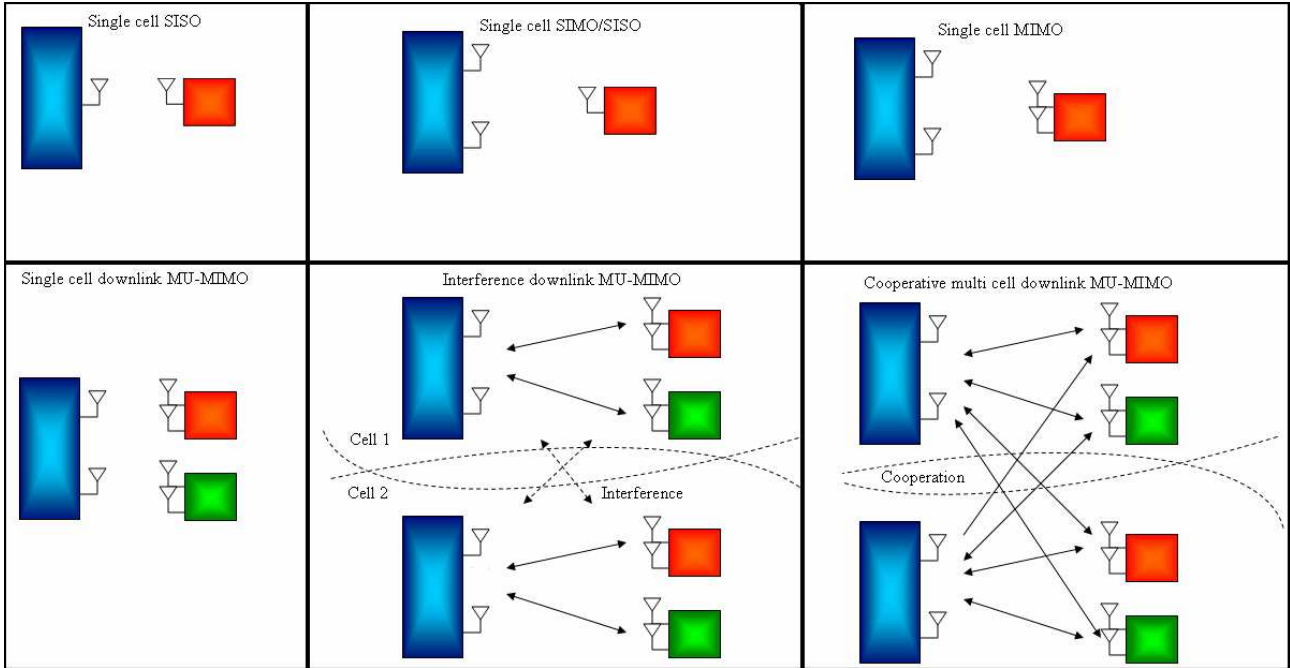 Single cell SISO
Single cell SIMO/SISO
Single cell MIMO
Single cell downlink MU-MIMO
Interference downlink MU-MIMO
Cell 1
Cell 2
Interference
Cooperative multi cell downlink MU-MIMO
Cooperation